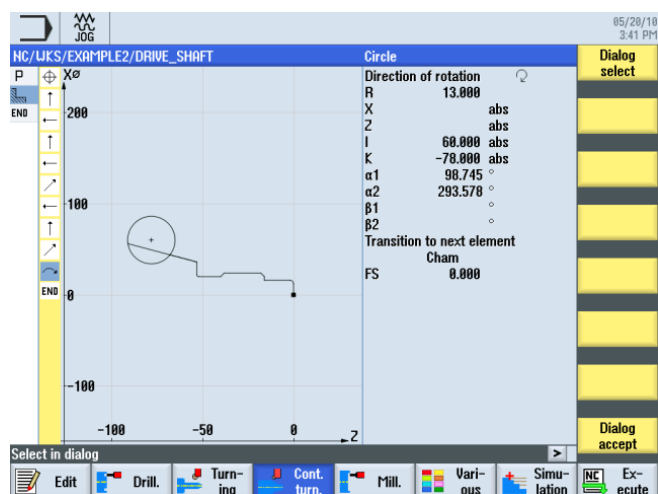 05/20/10
3:41 PM
JOG
NC/WKS/EXAMPLE2/DRIVE_SHAFT
Circle
Dialog
select
P
END
END
XØ
200
100
0
-100
-100
-50
0
Z
Direction of rotation
R 13.000
X abs
Z abs
I 60.000 abs
K -78.000 abs
α1 98.745 °
α2 293.578 °
β1 °
β2 °
Transition to next element
Cham
FS 0.000
Dialog
accept
Select in dialog
>
Edit
Drill.
Turn-
ing
Cont.
turn.
Mill.
Vari-
ous
Simu-
lation
NC
Ex-
ecute